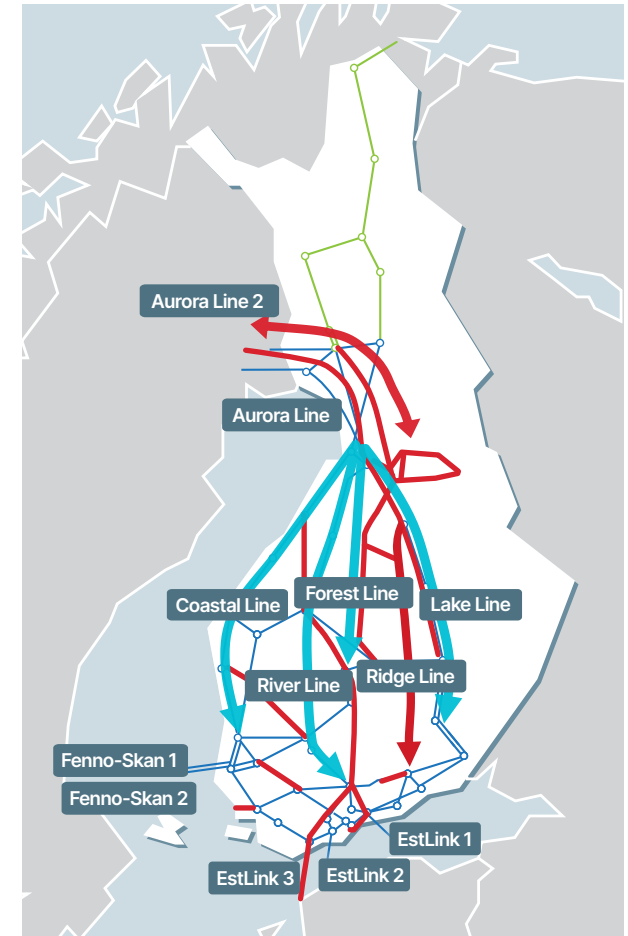 Aurora Line 2
Aurora Line
Coastal Line
Forest Line
Lake Line
River Line
Ridge Line
Fenno-Skan 1
Fenno-Skan 2
EstLink 1
EstLink 3
EstLink 2